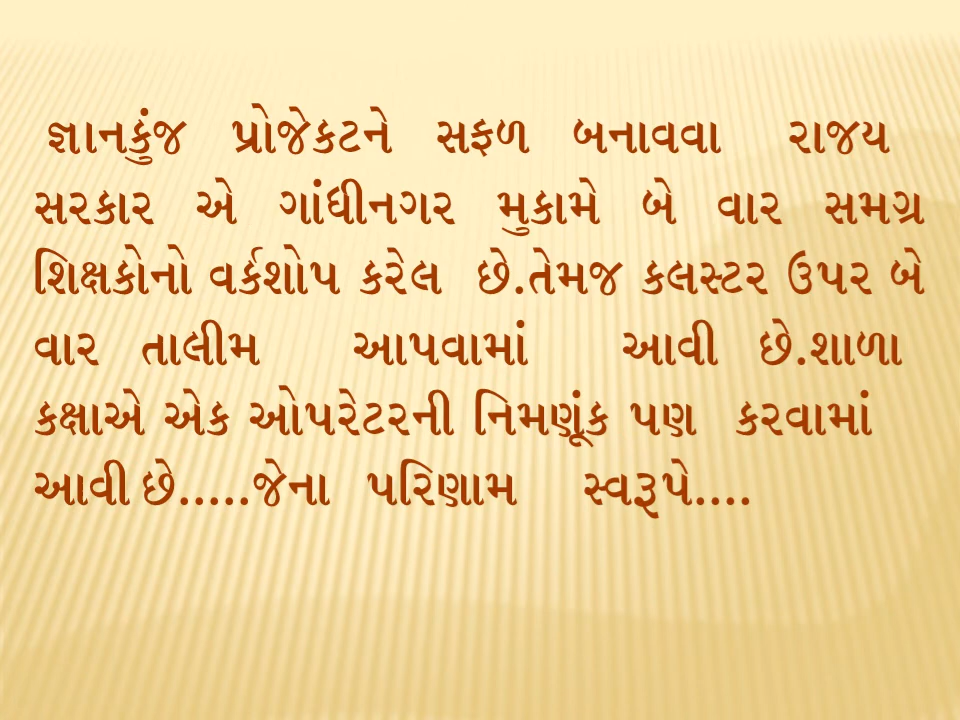 જ્ઞાનકુંજ પ્રોજેકટને સફળ બનાવવા રાજય
સરકાર એ ગાંધીનગર મુકામે બે વાર સમગ્ર
શિક્ષકોનો વર્કશોપ કરેલ છે.તેમજ કલસ્ટર ઉપર બે
વાર તાલીમ આપવામાં આવી છે.શાળા
કક્ષાએ એક ઓપરેટરની નિમણૂંક પણ કરવામાં
આવી છે.....જેના પરિણામ સ્વરૂપે....